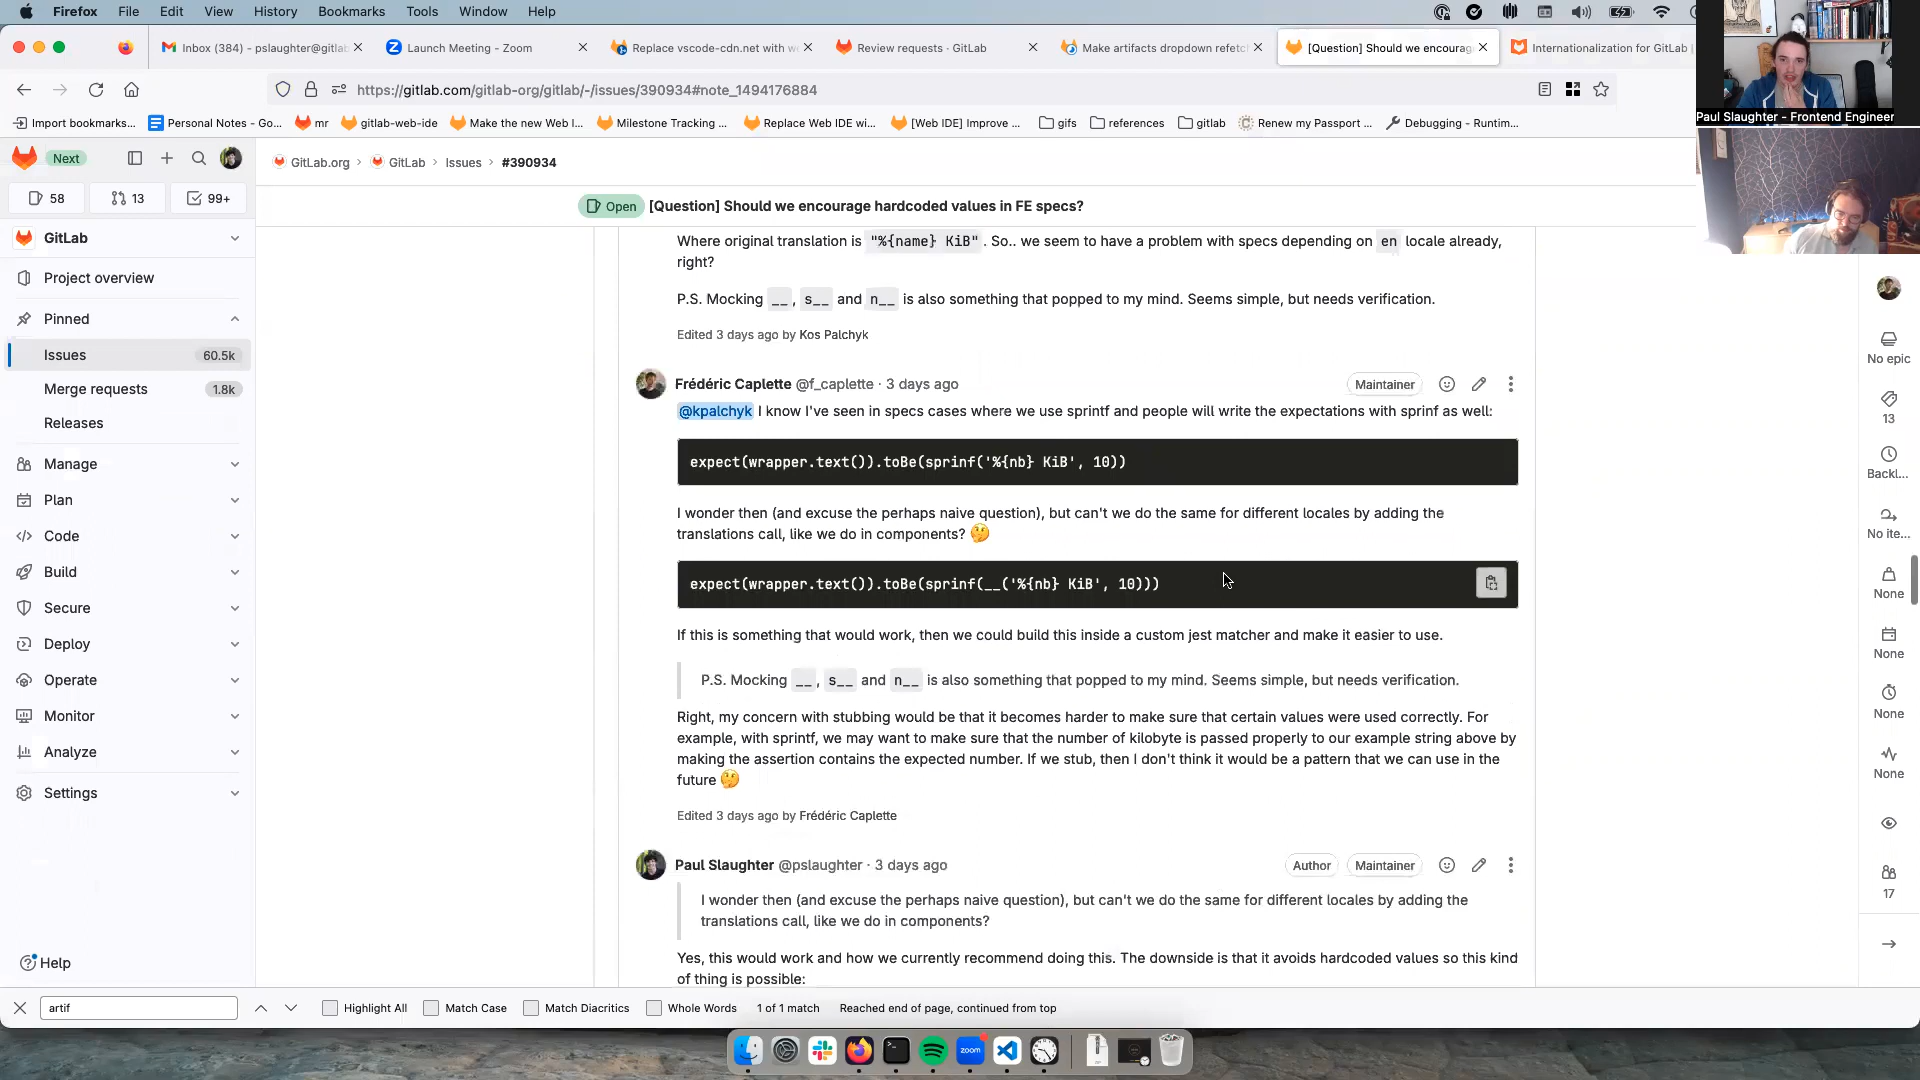 Firefox File Edit View History Bookmarks Tools Window Help
Inbox (384) - pslaughter@gitlab
Launch Meeting - Zoom
Replace vscode-cdn.net with w
Review requests · GitLab
Make artifacts dropdown refetc
[Question] Should we encourag
Internationalization for GitLab
https://gitlab.com/gitlab-org/gitlab/-/issues/390934#note_1494176884
Import bookmarks...
Personal Notes - Go...
mr
gitlab-web-ide
Make the new Web I...
Milestone Tracking ...
Replace Web IDE wi...
[Web IDE] Improve ...
gifs
references
gitlab
Renew my Passport ...
Debugging - Runtim...
Paul Slaughter - Frontend Engineer
Next
58
13
99+
GitLab
Project overview
Pinned
Issues 60.5k
Merge requests 1.8k
Releases
Manage
Plan
Code
Build
Secure
Deploy
Operate
Monitor
Analyze
Settings
Help
GitLab.org › GitLab › Issues › #390934
Open [Question] Should we encourage hardcoded values in FE specs?
Where original translation is "%{name} KiB". So.. we seem to have a problem with specs depending on en locale already,
right?
P.S. Mocking __, s__ and n__ is also something that popped to my mind. Seems simple, but needs verification.
Edited 3 days ago by Kos Palchyk
Frédéric Caplette @f_caplette · 3 days ago
Maintainer
@kpalchyk I know I've seen in specs cases where we use sprintf and people will write the expectations with sprinf as well:
expect(wrapper.text()).toBe(sprinf('%{nb} KiB', 10))
I wonder then (and excuse the perhaps naive question), but can't we do the same for different locales by adding the
translations call, like we do in components? 🤔
expect(wrapper.text()).toBe(sprinf(__('%{nb} KiB', 10)))
If this is something that would work, then we could build this inside a custom jest matcher and make it easier to use.
P.S. Mocking __, s__ and n__ is also something that popped to my mind. Seems simple, but needs verification.
Right, my concern with stubbing would be that it becomes harder to make sure that certain values were used correctly. For
example, with sprintf, we may want to make sure that the number of kilobyte is passed properly to our example string above by
making the assertion contains the expected number. If we stub, then I don't think it would be a pattern that we can use in the
future 🤔
Edited 3 days ago by Frédéric Caplette
Paul Slaughter @pslaughter · 3 days ago
Author
Maintainer
I wonder then (and excuse the perhaps naive question), but can't we do the same for different locales by adding the
translations call, like we do in components?
Yes, this would work and how we currently recommend doing this. The downside is that it avoids hardcoded values so this kind
of thing is possible:
No epic
13
Backl...
No ite...
None
None
None
None
17
artif
Highlight All
Match Case
Match Diacritics
Whole Words
1 of 1 match
Reached end of page, continued from top
zoom